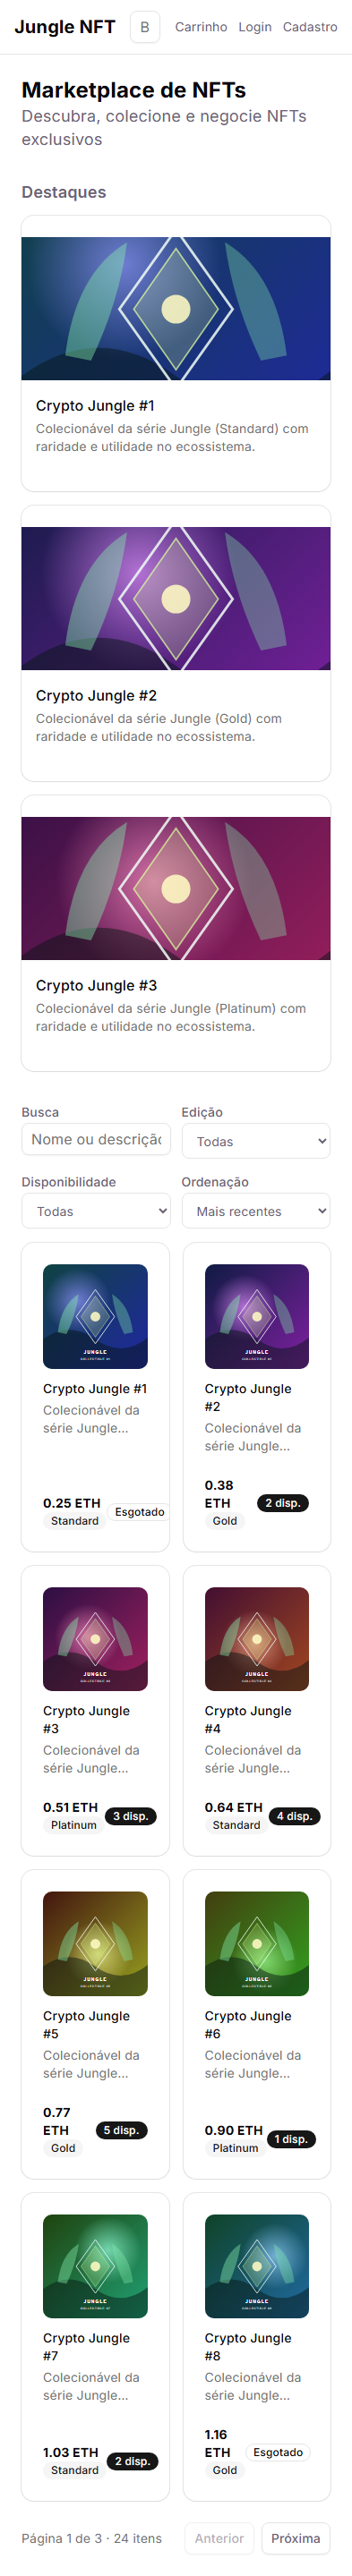 Jungle NFT B Carrinho Login Cadastro
Marketplace de NFTs
Descubra, colecione e negocie NFTs
exclusivos
Destaques
Crypto Jungle #1
Colecionável da série Jungle (Standard) com
raridade e utilidade no ecossistema.
Crypto Jungle #2
Colecionável da série Jungle (Gold) com
raridade e utilidade no ecossistema.
Crypto Jungle #3
Colecionável da série Jungle (Platinum) com
raridade e utilidade no ecossistema.
Busca
Nome ou descrição
Edição
Todas
Disponibilidade
Todas
Ordenação
Mais recentes
JUNGLE
Crypto Jungle #1
Colecionável da
série Jungle...
0.25 ETH
Standard
Esgotado
JUNGLE
Crypto Jungle
#2
Colecionável da
série Jungle...
0.38
ETH
Gold
2 disp.
JUNGLE
Crypto Jungle
#3
Colecionável da
série Jungle...
0.51 ETH
Platinum
3 disp.
JUNGLE
Crypto Jungle
#4
Colecionável da
série Jungle...
0.64 ETH
Standard
4 disp.
JUNGLE
Crypto Jungle
#5
Colecionável da
série Jungle...
0.77
ETH
Gold
5 disp.
JUNGLE
Crypto Jungle
#6
Colecionável da
série Jungle...
0.90 ETH
Platinum
1 disp.
JUNGLE
Crypto Jungle
#7
Colecionável da
série Jungle...
1.03 ETH
Standard
2 disp.
JUNGLE
Crypto Jungle
#8
Colecionável da
série Jungle...
1.16
ETH
Gold
Esgotado
Página 1 de 3 · 24 itens
Anterior
Próxima